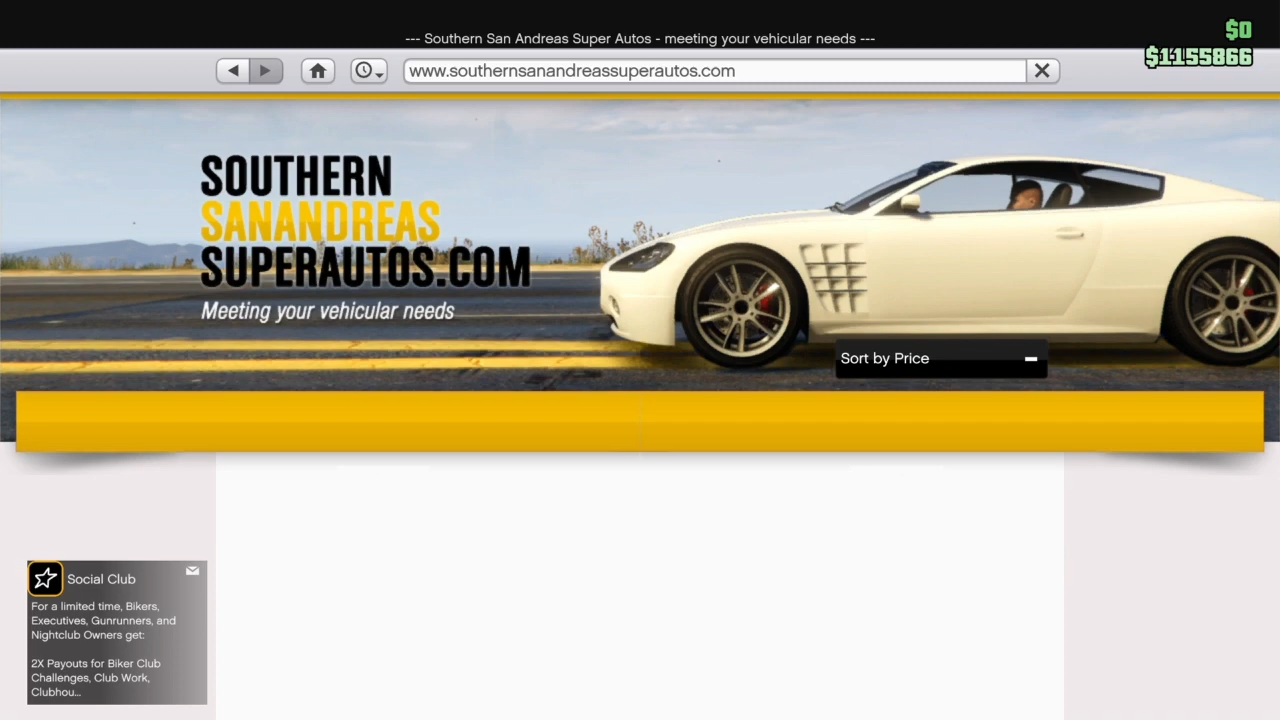 $0
--- Southern San Andreas Super Autos - meeting your vehicular needs ---
$1155866
www.southernsanandreassuperautos.com
SOUTHERN
SANANDREAS
SUPERAUTOS.COM
Meeting your vehicular needs
Sort by Price
Social Club
For a limited time, Bikers,
Executives, Gunrunners, and
Nightclub Owners get:
2X Payouts for Biker Club
Challenges, Club Work,
Clubhou...